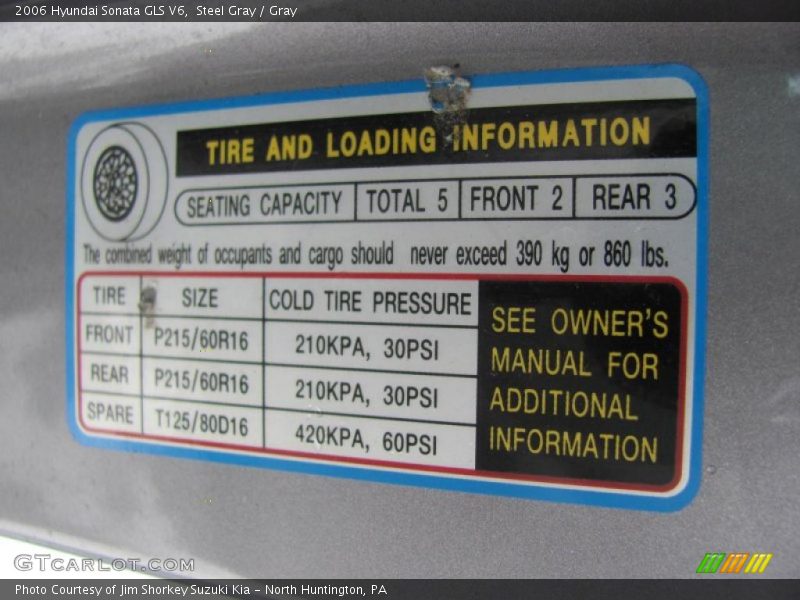 2006 Hyundai Sonata GLS V6,  Steel Gray / Gray
TIRE AND LOADING INFORMATION
SEATING CAPACITY TOTAL 5 FRONT 2 REAR 3
The combined weight of occupants and cargo should never exceed 390 kg or 860 lbs.
TIRE SIZE COLD TIRE PRESSURE
FRONT P215/60R16 210KPA, 30PSI
REAR P215/60R16 210KPA, 30PSI
SPARE T125/80D16 420KPA, 60PSI
SEE OWNER'S
MANUAL FOR
ADDITIONAL
INFORMATION
GTCARLOT.COM
Photo Courtesy of Jim Shorkey Suzuki Kia – North Huntington, PA